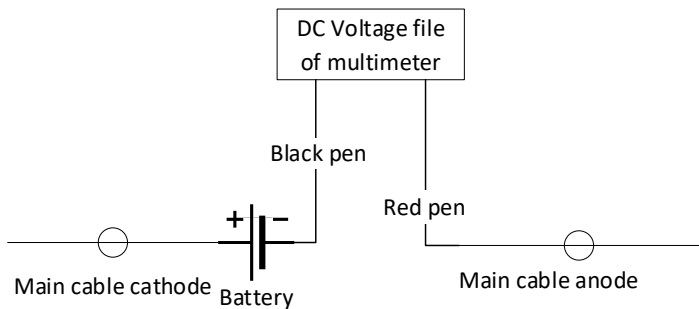 DC Voltage file
of multimeter
Black pen
Red pen
+ −
Main cable cathode
Battery
Main cable anode